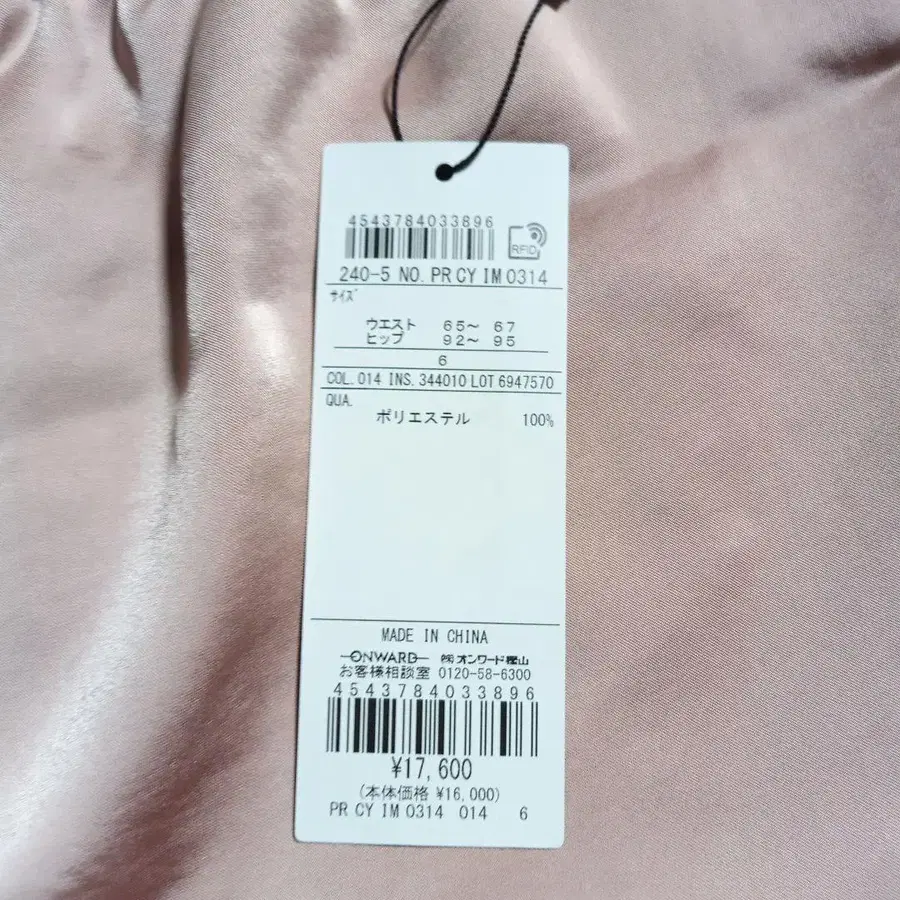 4543784033896
RFID
240-5 NO. PR CY IM 0314
サイズ
ウエスト 65～ 67
ヒップ 92～ 95
6
COL. 014 INS. 344010 LOT 6947570
QUA.
ポリエステル 100%
MADE IN CHINA
ONWARD ㈱オンワード樫山
お客様相談室 0120-58-6300
4543784033896
¥17,600
(本体価格 ¥16,000)
PR CY IM 0314 014 6